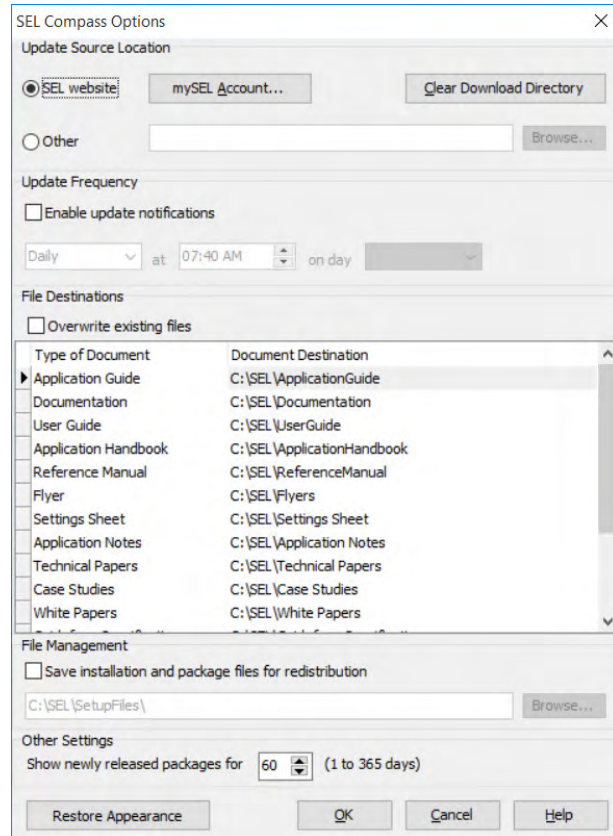 SEL Compass Options
Update Source Location
SEL website mySEL Account... Clear Download Directory
Other Browse...
Update Frequency
Enable update notifications
Daily at 07:40 AM on day
File Destinations
Overwrite existing files
Type of Document Document Destination
Application Guide C:\SEL\ApplicationGuide
Documentation C:\SEL\Documentation
User Guide C:\SEL\UserGuide
Application Handbook C:\SEL\ApplicationHandbook
Reference Manual C:\SEL\ReferenceManual
Flyer C:\SEL\Flyers
Settings Sheet C:\SEL\Settings Sheet
Application Notes C:\SEL\Application Notes
Technical Papers C:\SEL\Technical Papers
Case Studies C:\SEL\Case Studies
White Papers C:\SEL\White Papers
File Management
Save installation and package files for redistribution
C:\SEL\SetupFiles\ Browse...
Other Settings
Show newly released packages for 60 (1 to 365 days)
Restore Appearance OK Cancel Help